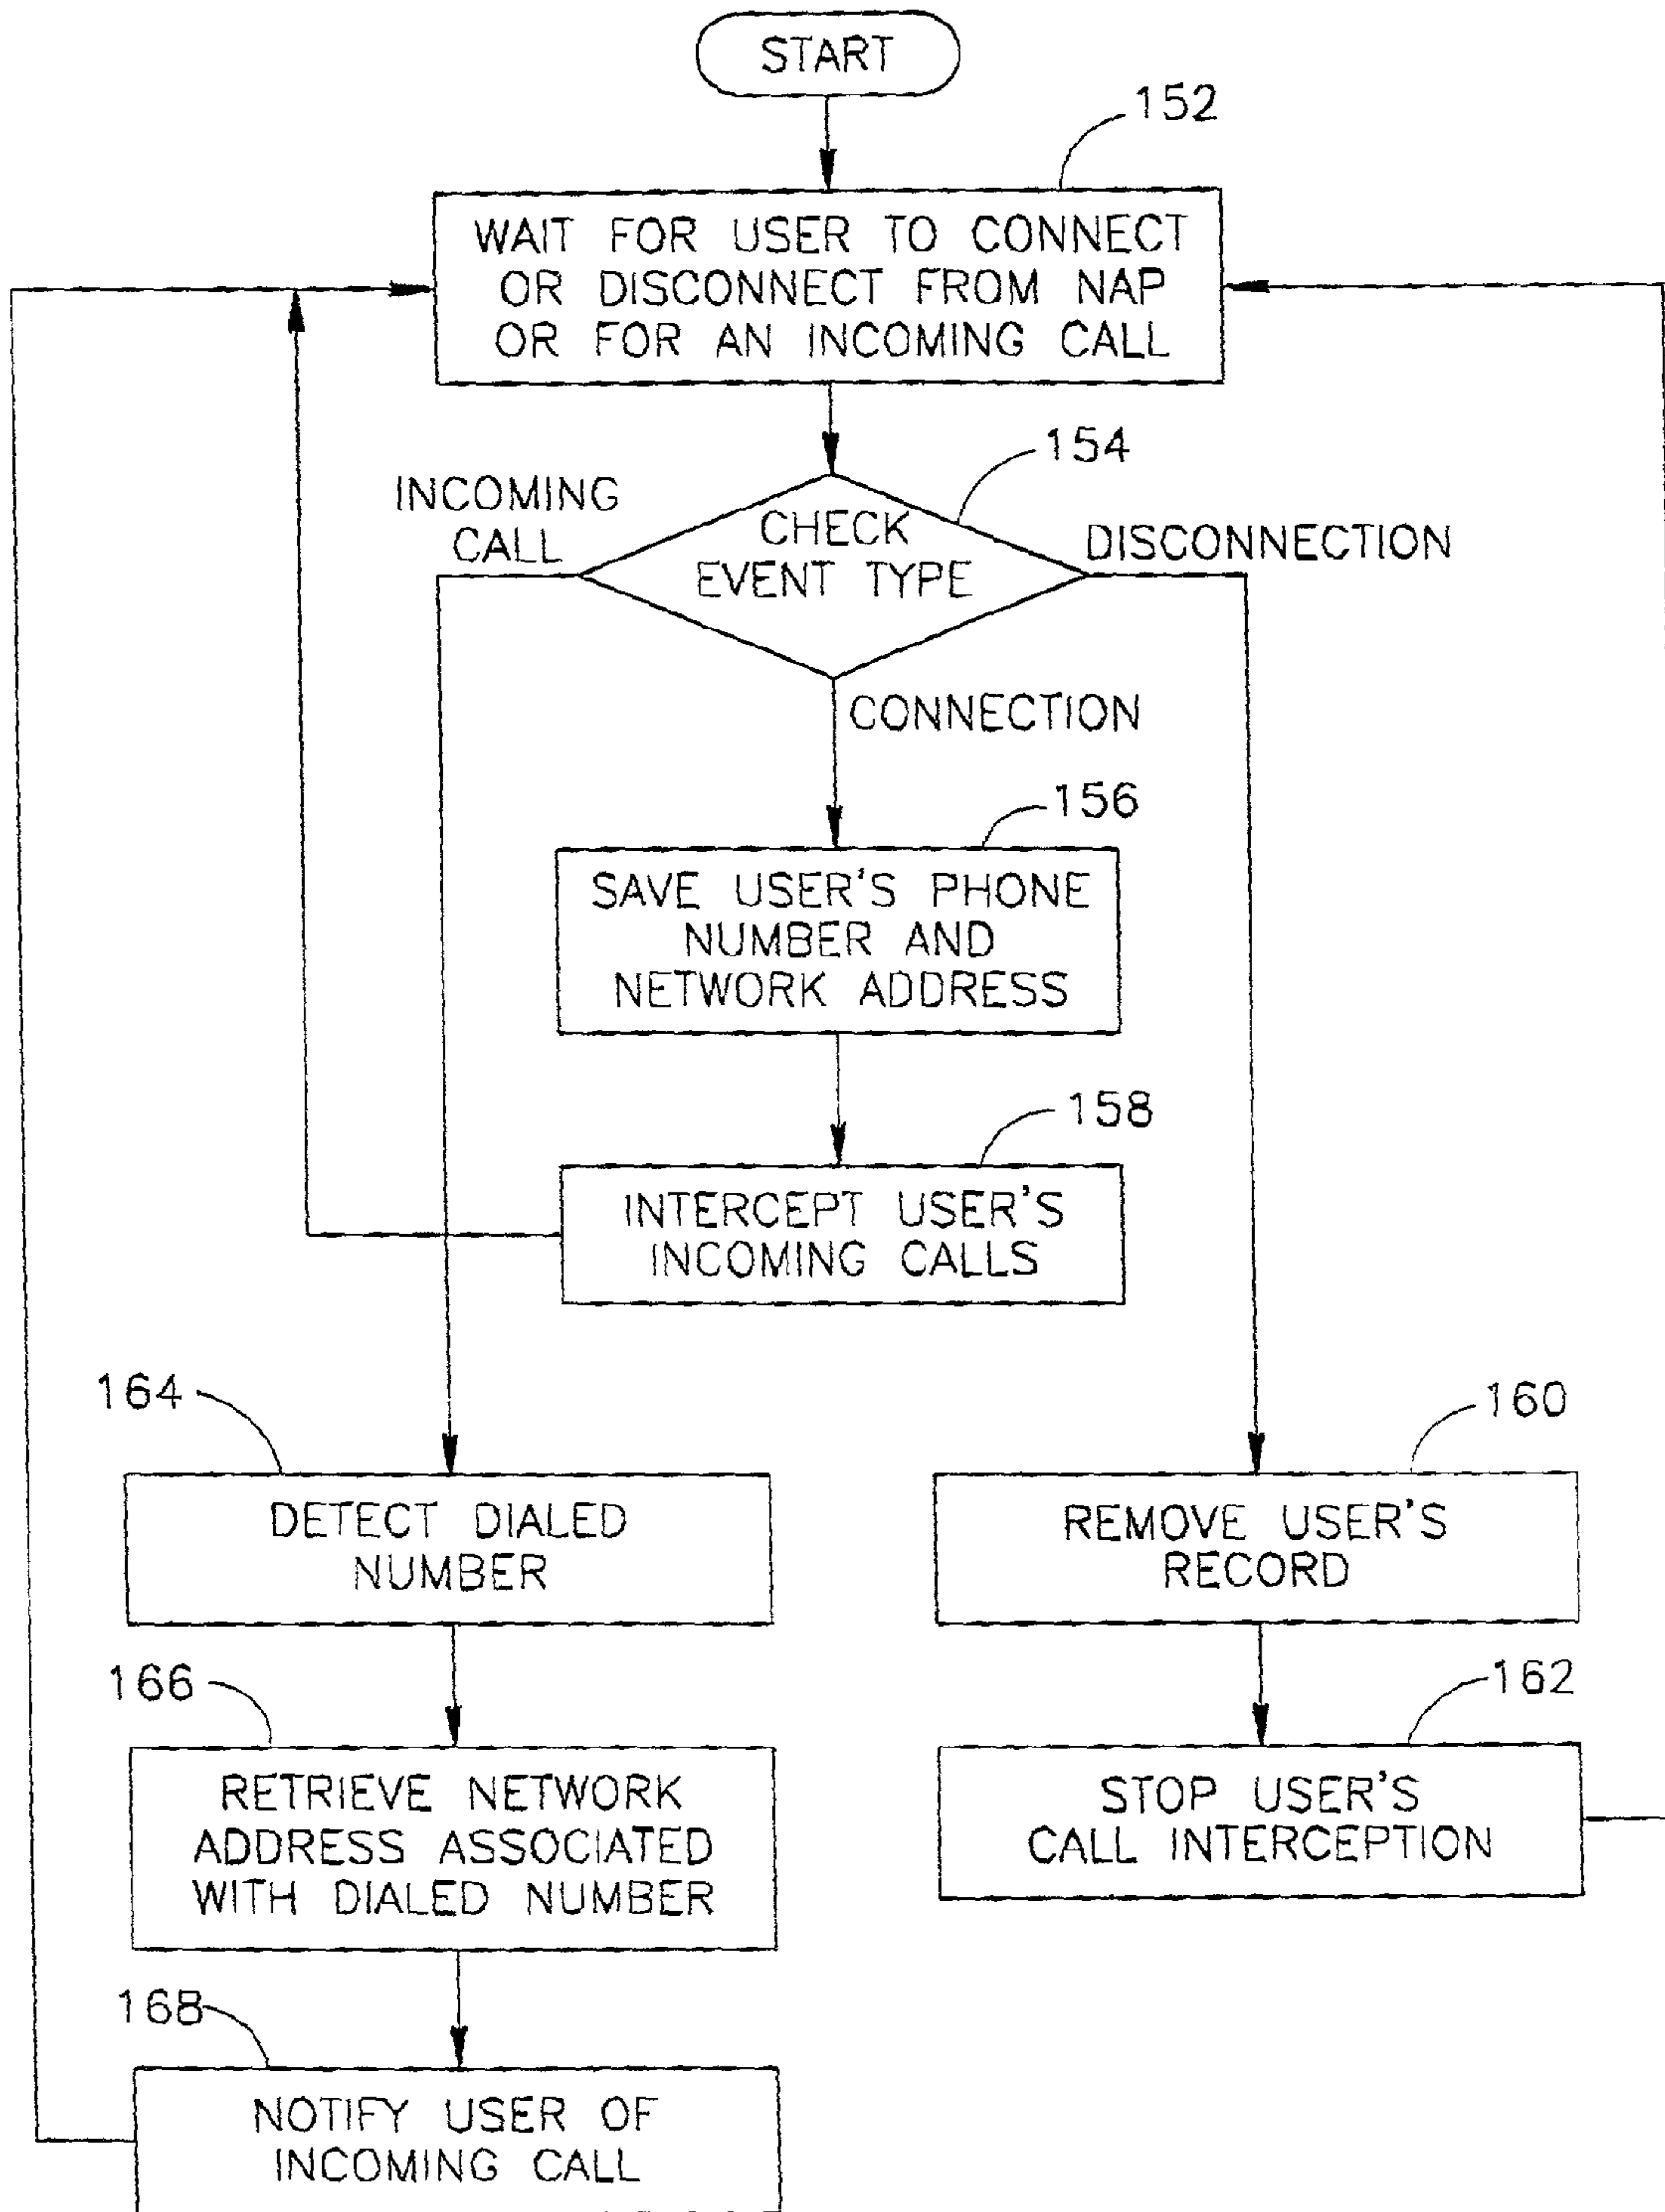 START
152
WAIT FOR USER TO CONNECT
OR DISCONNECT FROM NAP
OR FOR AN INCOMING CALL
154
INCOMING
CALL
CHECK
EVENT TYPE
DISCONNECTION
CONNECTION
156
SAVE USER'S PHONE
NUMBER AND
NETWORK ADDRESS
158
INTERCEPT USER'S
INCOMING CALLS
164
DETECT DIALED
NUMBER
160
REMOVE USER'S
RECORD
166
RETRIEVE NETWORK
ADDRESS ASSOCIATED
WITH DIALED NUMBER
162
STOP USER'S
CALL INTERCEPTION
168
NOTIFY USER OF
INCOMING CALL